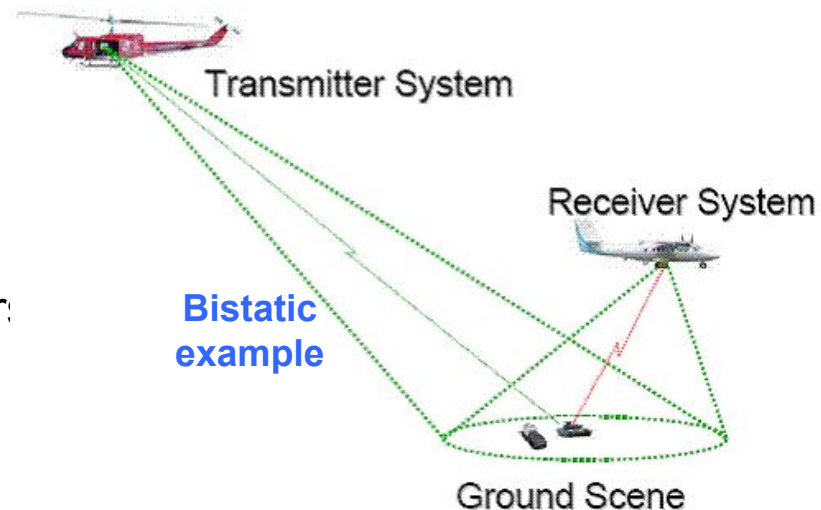 Transmitter System
Receiver System
Bistatic
example
Ground Scene